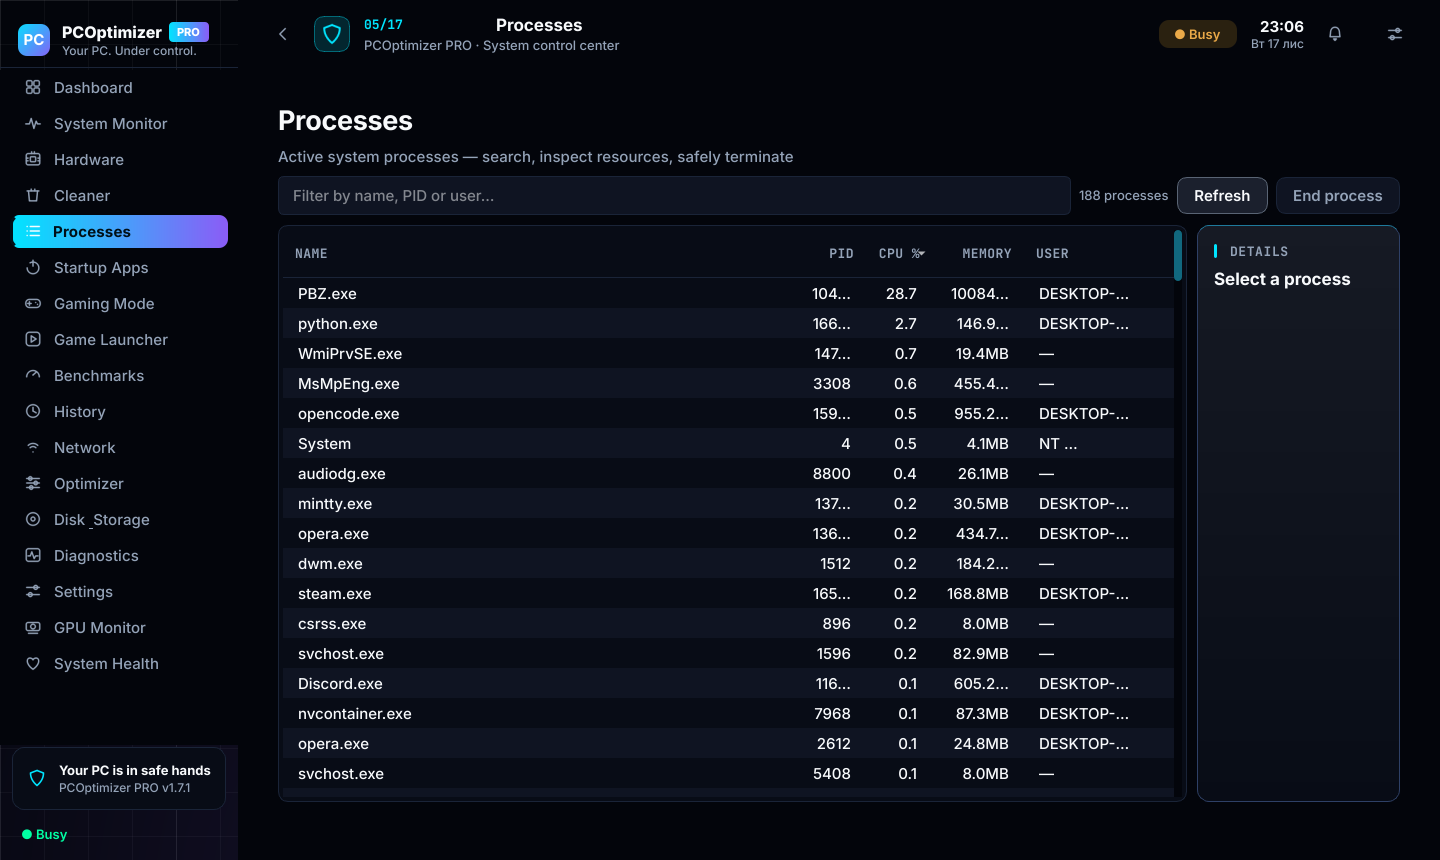 PC
PCOptimizer PRO
Your PC. Under control.
Dashboard
System Monitor
Hardware
Cleaner
Processes
Startup Apps
Gaming Mode
Game Launcher
Benchmarks
History
Network
Optimizer
Disk _Storage
Diagnostics
Settings
GPU Monitor
System Health
Your PC is in safe hands
PCOptimizer PRO v1.7.1
Busy
05/17 Processes
PCOptimizer PRO · System control center
Busy
23:06
Вт 17 лис
Processes
Active system processes — search, inspect resources, safely terminate
Filter by name, PID or user...
188 processes
Refresh
End process
NAME PID CPU % MEMORY USER
PBZ.exe 104... 28.7 10084... DESKTOP-...
python.exe 166... 2.7 146.9... DESKTOP-...
WmiPrvSE.exe 147... 0.7 19.4MB —
MsMpEng.exe 3308 0.6 455.4... —
opencode.exe 159... 0.5 955.2... DESKTOP-...
System 4 0.5 4.1MB NT ...
audiodg.exe 8800 0.4 26.1MB —
mintty.exe 137... 0.2 30.5MB DESKTOP-...
opera.exe 136... 0.2 434.7... DESKTOP-...
dwm.exe 1512 0.2 184.2... —
steam.exe 165... 0.2 168.8MB DESKTOP-...
csrss.exe 896 0.2 8.0MB —
svchost.exe 1596 0.2 82.9MB —
Discord.exe 116... 0.1 605.2... DESKTOP-...
nvcontainer.exe 7968 0.1 87.3MB DESKTOP-...
opera.exe 2612 0.1 24.8MB DESKTOP-...
svchost.exe 5408 0.1 8.0MB —
DETAILS
Select a process